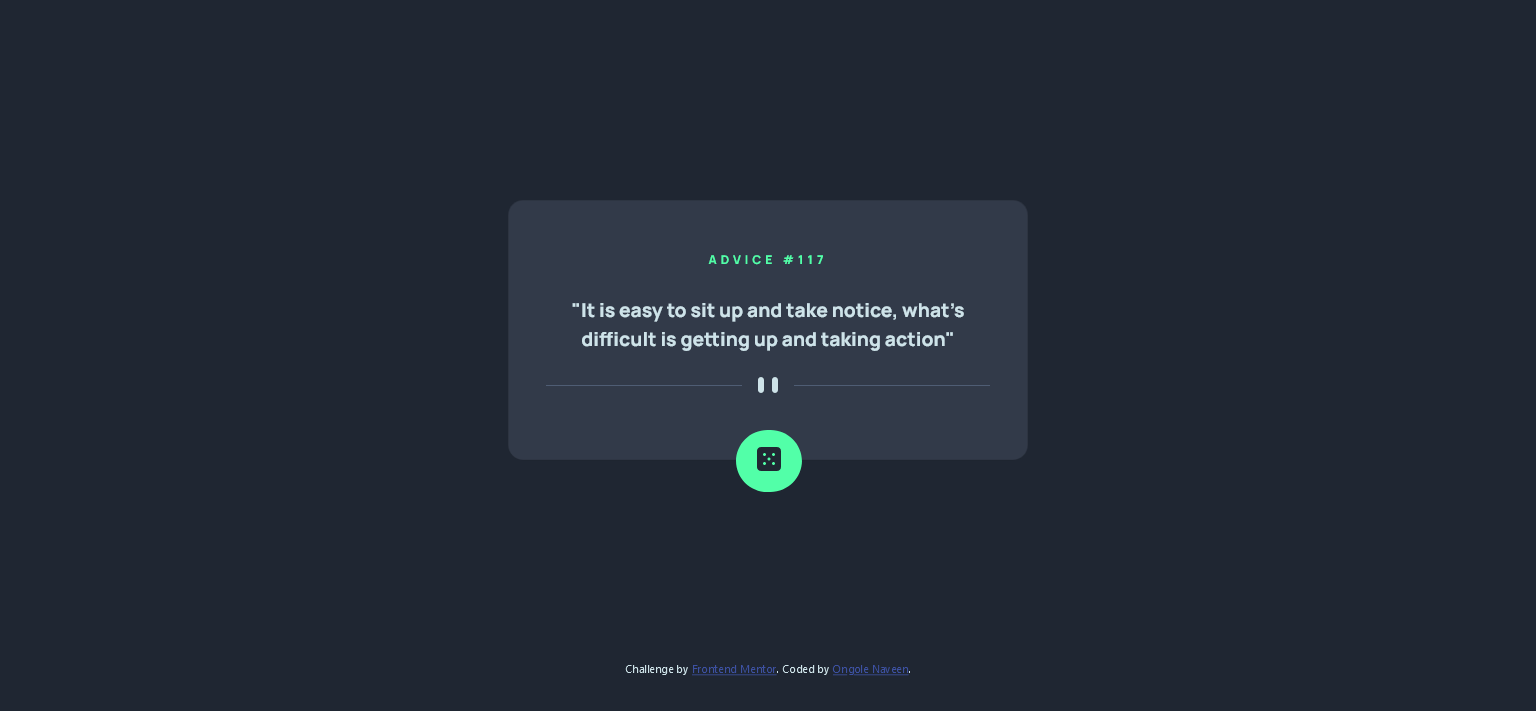 ADVICE #117
"It is easy to sit up and take notice, what's
difficult is getting up and taking action"
Challenge by Frontend Mentor. Coded by Ongole Naveen.